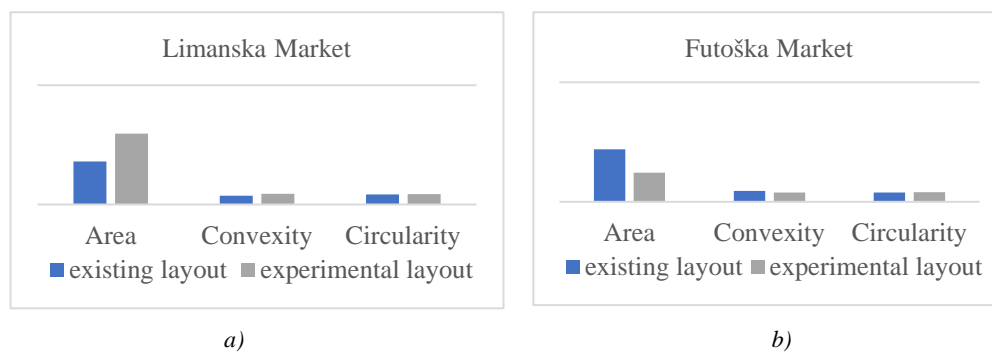 Limanska Market
Area Convexity Circularity
existing layout experimental layout
a)
Futoška Market
Area Convexity Circularity
existing layout experimental layout
b)